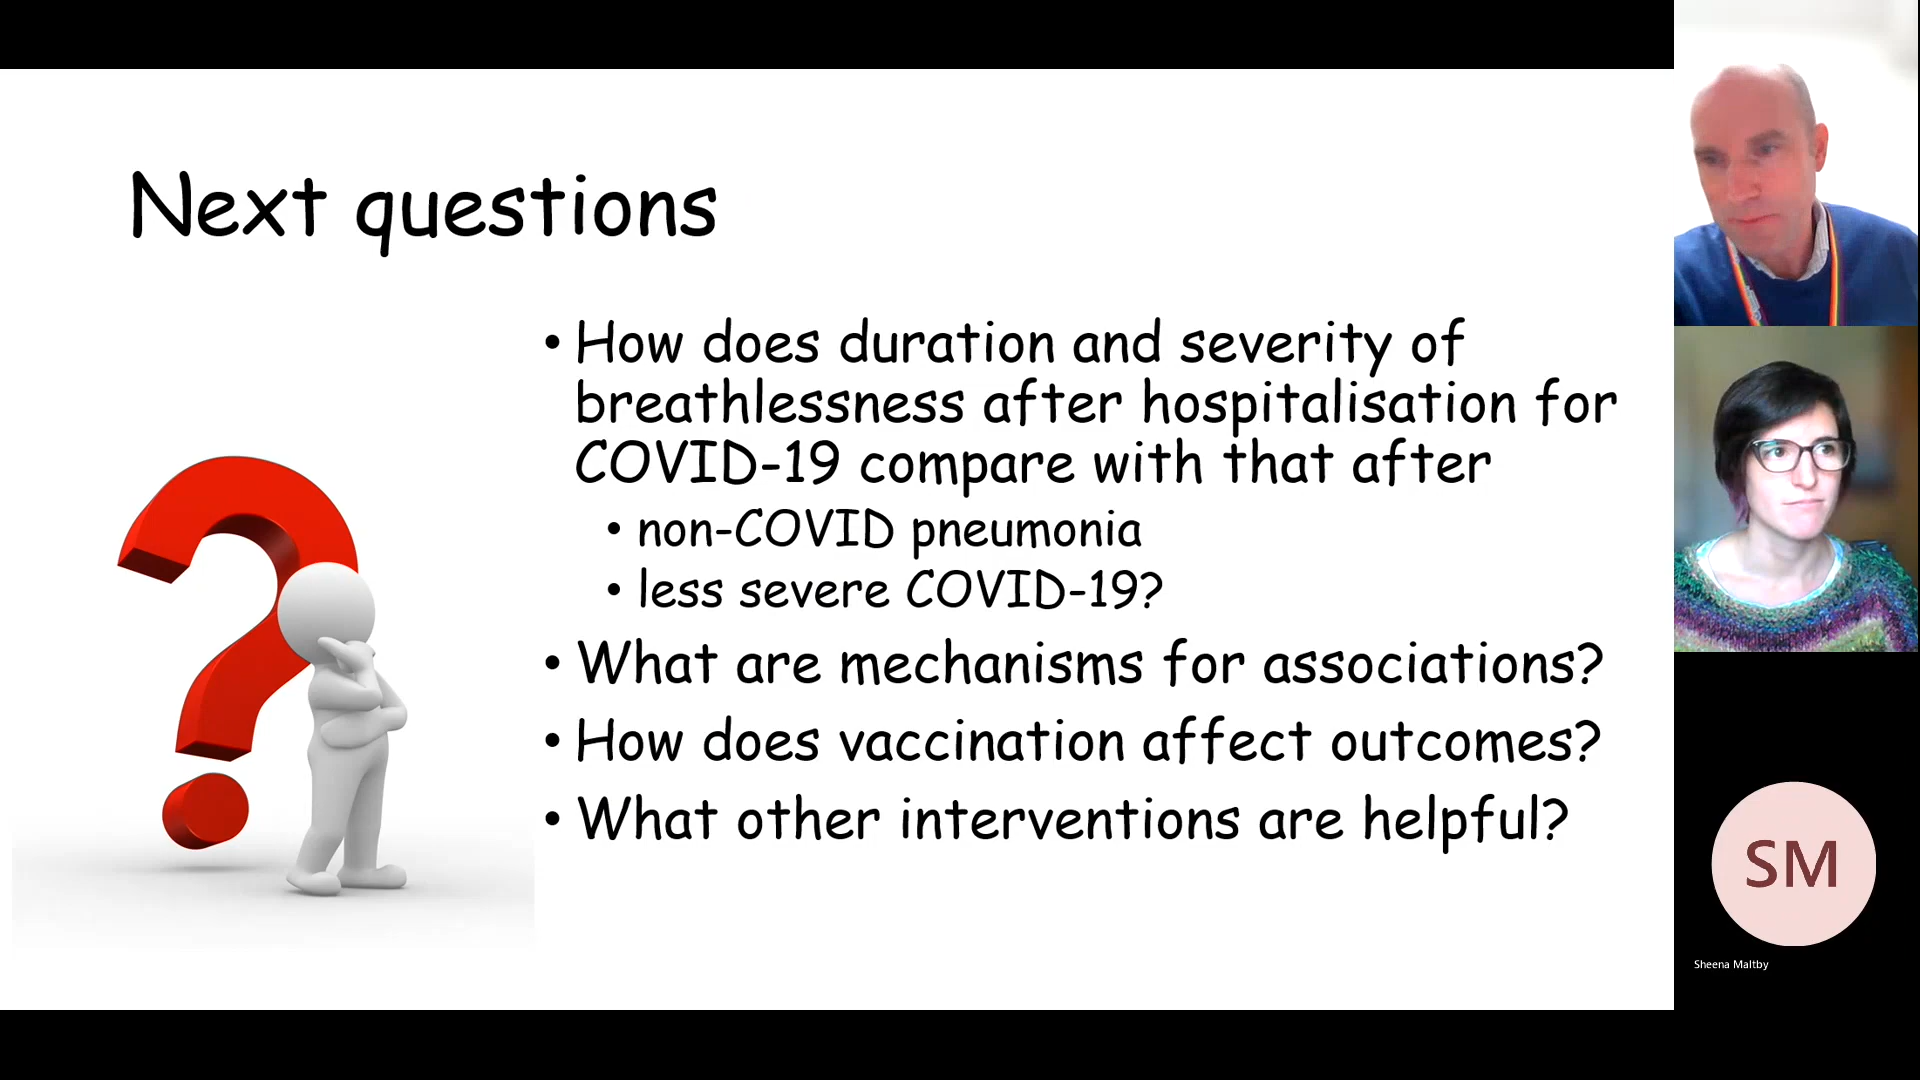 Next questions
• How does duration and severity of
breathlessness after hospitalisation for
COVID-19 compare with that after
• non-COVID pneumonia
• less severe COVID-19?
• What are mechanisms for associations?
• How does vaccination affect outcomes?
• What other interventions are helpful?
SM
Sheena Maltby